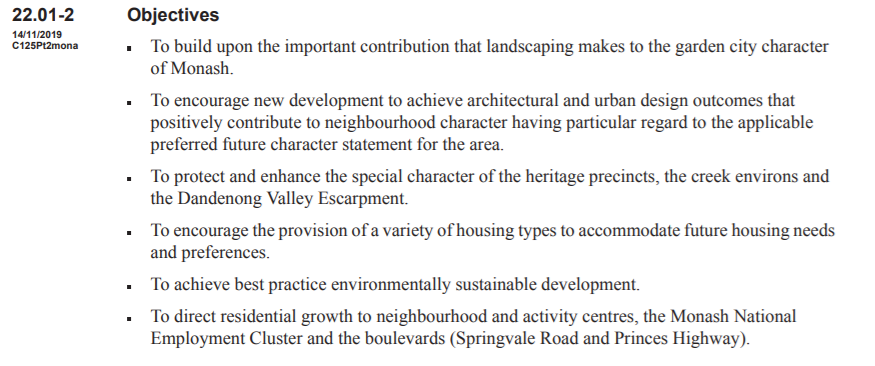 22.01-2 Objectives
14/11/2019
C125Pt2mona
▪ To build upon the important contribution that landscaping makes to the garden city character
of Monash.
▪ To encourage new development to achieve architectural and urban design outcomes that
positively contribute to neighbourhood character having particular regard to the applicable
preferred future character statement for the area.
▪ To protect and enhance the special character of the heritage precincts, the creek environs and
the Dandenong Valley Escarpment.
▪ To encourage the provision of a variety of housing types to accommodate future housing needs
and preferences.
▪ To achieve best practice environmentally sustainable development.
▪ To direct residential growth to neighbourhood and activity centres, the Monash National
Employment Cluster and the boulevards (Springvale Road and Princes Highway).